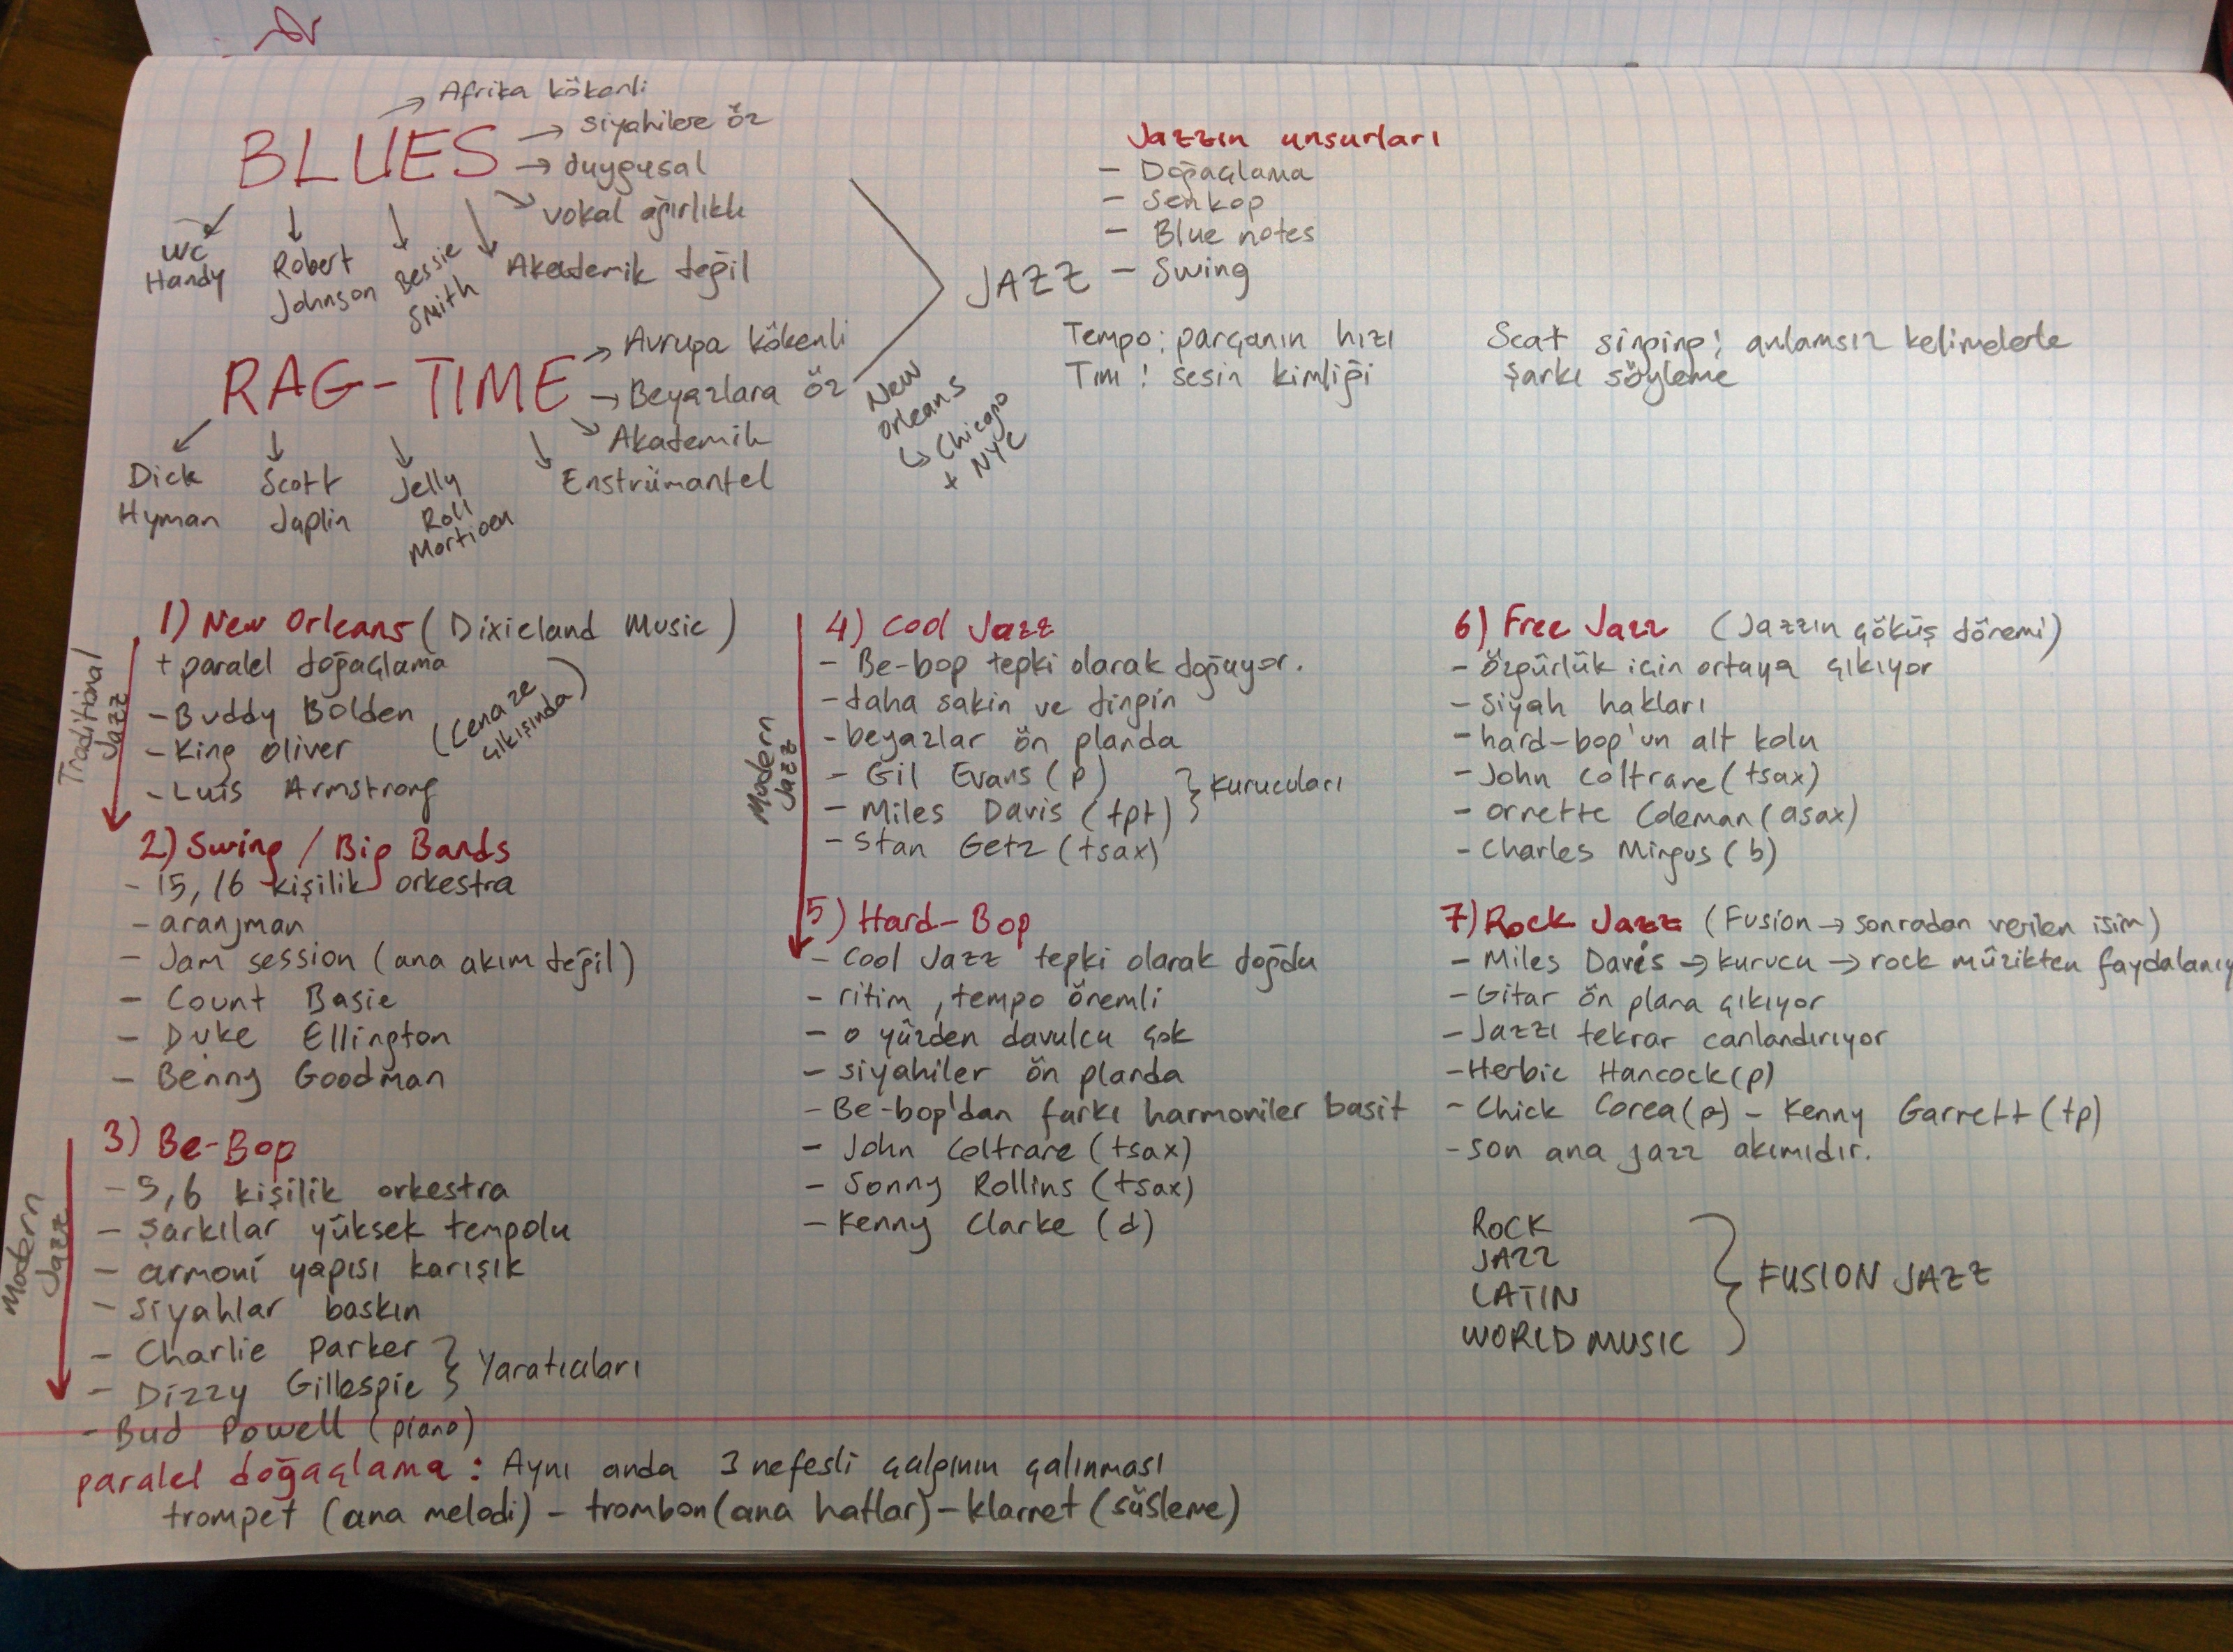 → Afrika kökenli
BLUES → siyahilere öz
→ duygusal
vokal ağırlıklı
Akademik değil
WC Handy
Robert Johnson
Bessie Smith
RAG-TIME → Avrupa kökenli
→ Beyazlara öz
Akademik
Enstrümantel
Dick Hyman
Scott Joplin
Jelly Roll
New Orleans
↳ Chicago
+ NYC
JAZZ
Jazzın unsurları
- Doğaçlama
- Senkop
- Blue notes
- Swing
Tempo: parçanın hızı
Tını: sesin kimliği
Scat singing: anlamsız kelimelerle
şarkı söyleme
Traditional Jazz
1) New Orleans (Dixieland Music)
+ paralel doğaçlama
- Buddy Bolden
- King Oliver
- Luis Armstrong
(Cenaze çıkışında)
2) Swing / Big Bands
- 15, 16 kişilik orkestra
- aranjman
- Jam session (ana akım değil)
- Count Basie
- Duke Ellington
- Benny Goodman
Modern Jazz
3) Be-Bop
- 5,6 kişilik orkestra
- şarkılar yüksek tempolu
- armoni yapısı karışık
- siyahlar baskın
- Charlie Parker
- Dizzy Gillespie
} Yaratıcıları
- Bud Powell (piano)
Modern Jazz
4) Cool Jazz
- Be-bop tepki olarak doğuyor.
- daha sakin ve dingin
- beyazlar ön planda
- Gil Evans (p)
- Miles Davis (tpt)
} kurucuları
- Stan Getz (tsax)
5) Hard-Bop
- Cool Jazz tepki olarak doğdu
- ritim, tempo önemli
- o yüzden davulcu çok
- siyahiler ön planda
- Be-bop'dan farkı harmoniler basit
- John Coltrane (tsax)
- Sonny Rollins (tsax)
- Kenny Clarke (d)
6) Free Jazz (Jazzın çöküş dönemi)
- özgürlük için ortaya çıkıyor
- siyah hakları
- hard-bop'un alt kolu
- John Coltrane (tsax)
- Ornette Coleman (asax)
- Charles Mingus (b)
7) Rock Jazz (Fusion → sonradan verilen isim)
- Miles Davis → kurucu → rock müzikten faydalanıy
- Gitar ön plana çıkıyor
- Jazzı tekrar canlandırıyor
- Herbie Hancock (p)
- Chick Corea (p) - Kenny Garrett (tp)
- son ana jazz akımıdır.
ROCK
JAZZ
LATIN
WORLD MUSIC
} FUSION JAZZ
paralel doğaçlama: Aynı anda 3 nefesli çalgının çalınması
trompet (ana melodi) - trombon (ana hatlar) - klarnet (süsleme)